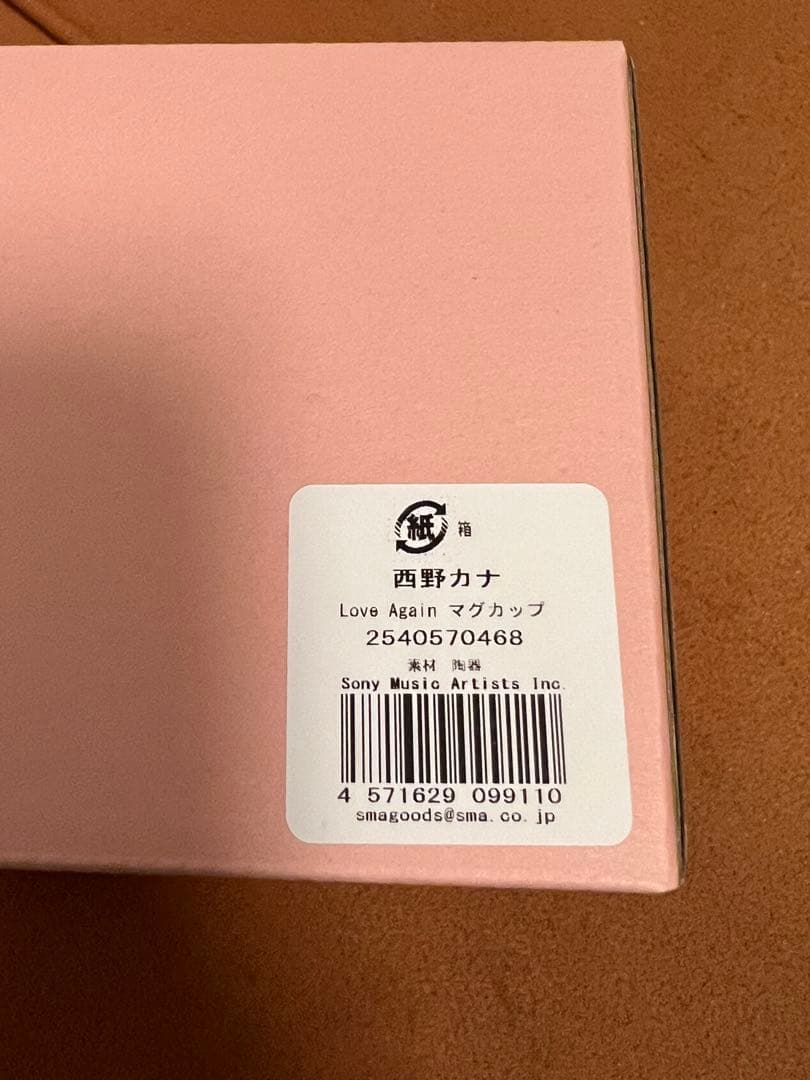 紙 箱
西野カナ
Love Again マグカップ
2540570468
素材 陶器
Sony Music Artists Inc.
4 571629 099110
smagoods@sma.co.jp